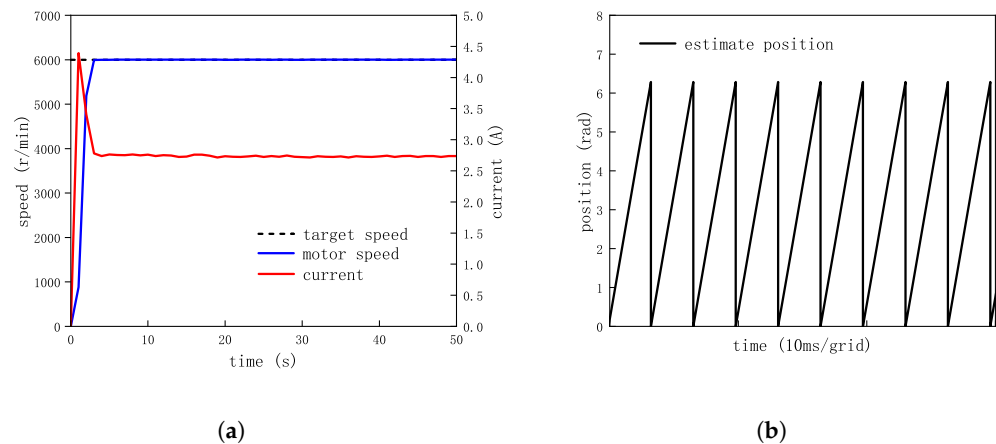 7000
6000
5000
4000
3000
2000
1000
0
speed (r/min)
5.0
4.5
4.0
3.5
3.0
2.5
2.0
1.5
1.0
0.5
0.0
current (A)
target speed
motor speed
current
0 10 20 30 40 50
time (s)
(a)
8
7
6
5
4
3
2
1
0
position (rad)
estimate position
time (10ms/grid)
(b)